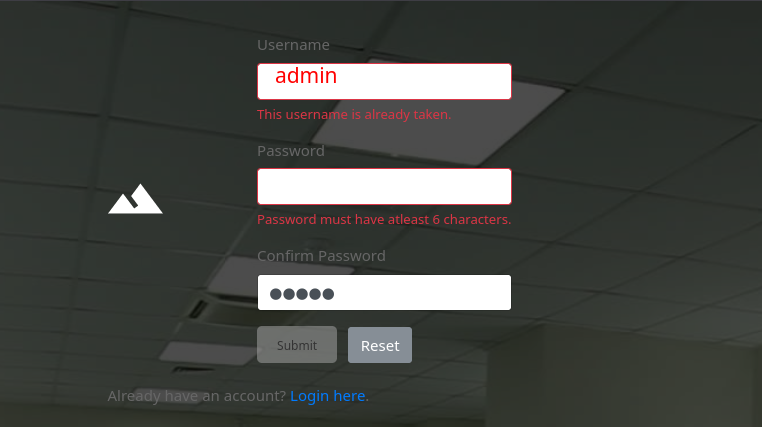 Username
admin
This username is already taken.
Password
Password must have atleast 6 characters.
Confirm Password
●●●●●
Submit Reset
Already have an account? Login here.